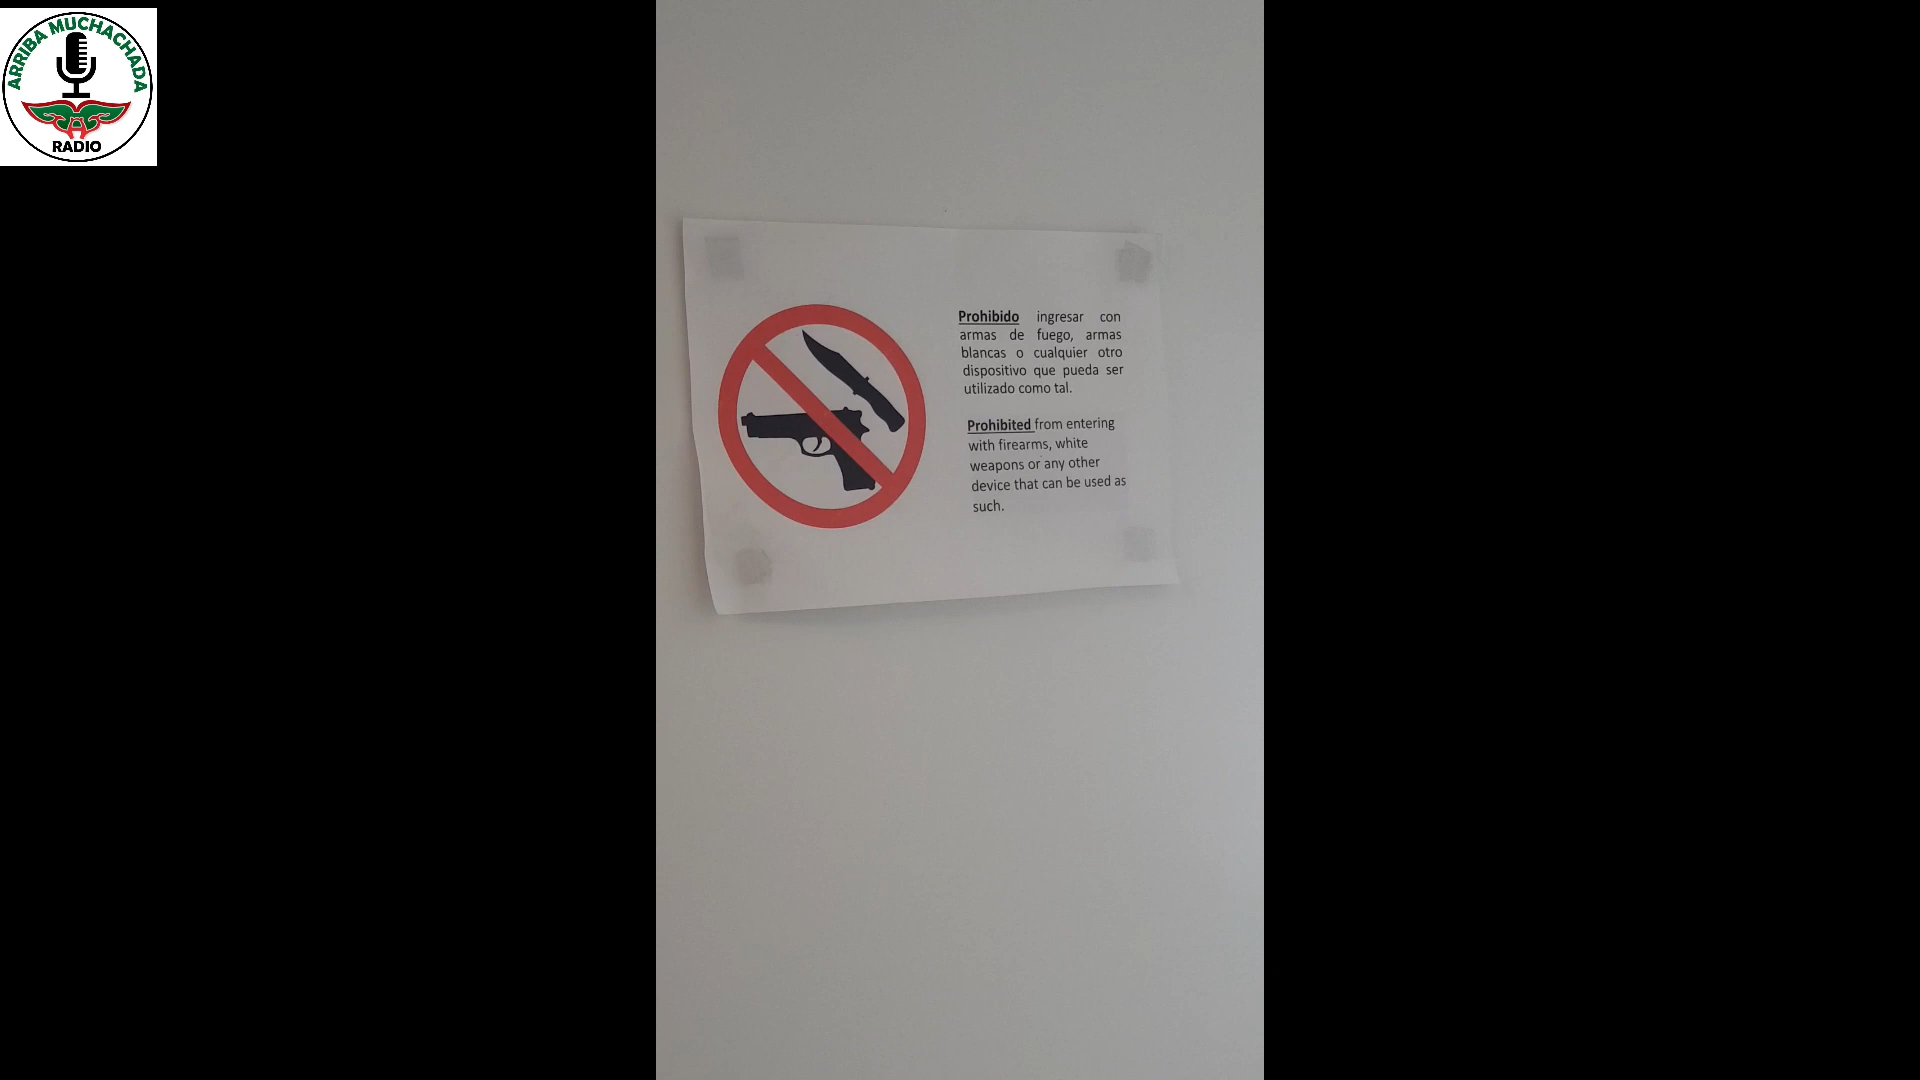 ARRIBA MUCHACHADA
RADIO
Prohibido ingresar con
armas de fuego, armas
blancas o cualquier otro
dispositivo que pueda ser
utilizado como tal.
Prohibited from entering
with firearms, white
weapons or any other
device that can be used as
such.